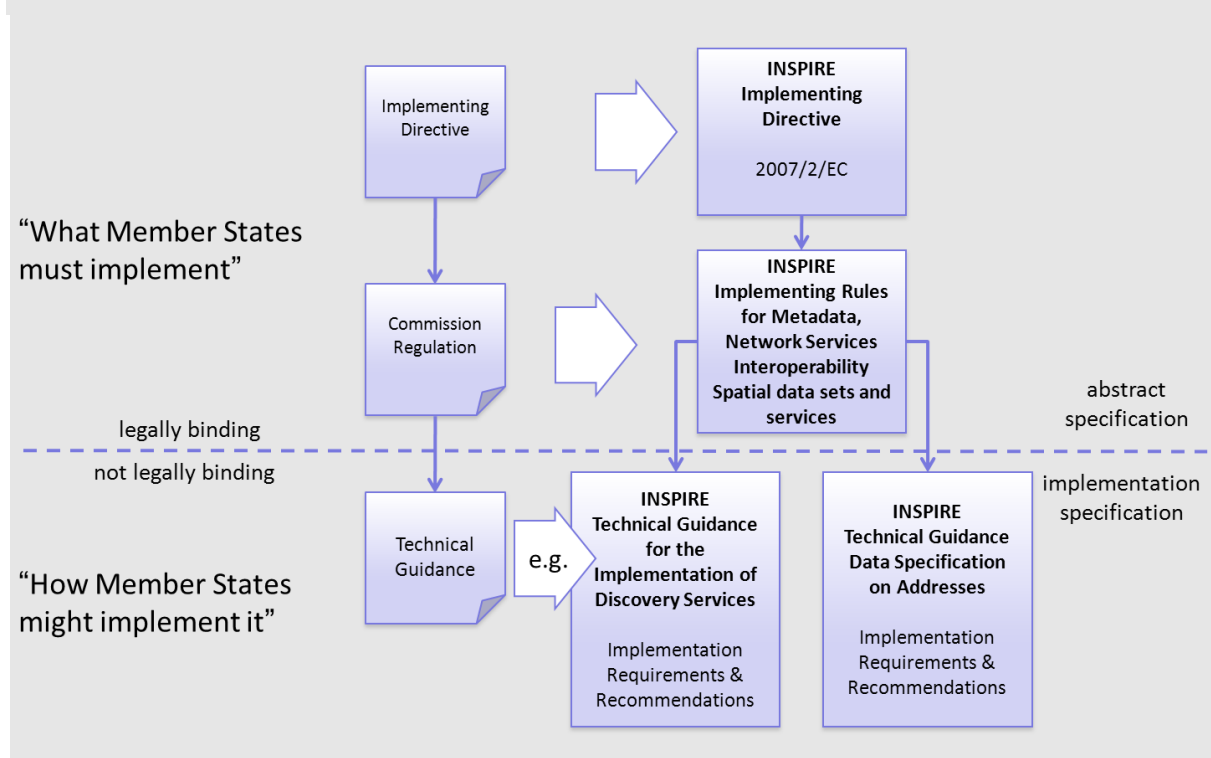 Implementing
Directive
INSPIRE
Implementing
Directive
2007/2/EC
“What Member States
must implement”
Commission
Regulation
INSPIRE
Implementing Rules
for Metadata,
Network Services
Interoperability
Spatial data sets and
services
abstract
specification
legally binding
not legally binding
implementation
specification
“How Member States
might implement it”
Technical
Guidance
e.g.
INSPIRE
Technical Guidance
for the
Implementation of
Discovery Services
Implementation
Requirements &
Recommendations
INSPIRE
Technical Guidance
Data Specification
on Addresses
Implementation
Requirements &
Recommendations